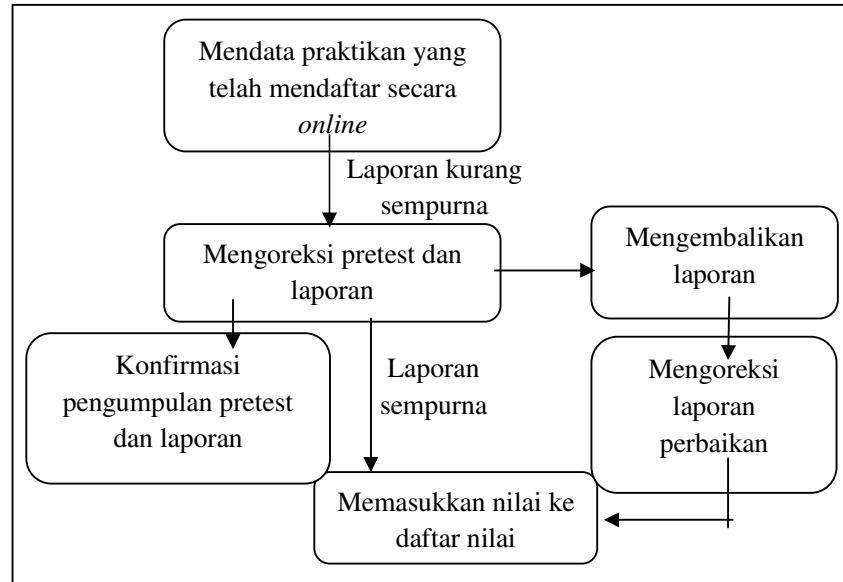 Mendata praktikan yang
telah mendaftar secara
online
Laporan kurang
sempurna
Mengoreksi pretest dan
laporan
Mengembalikan
laporan
Konfirmasi
pengumpulan pretest
dan laporan
Laporan
sempurna
Mengoreksi
laporan
perbaikan
Memasukkan nilai ke
daftar nilai